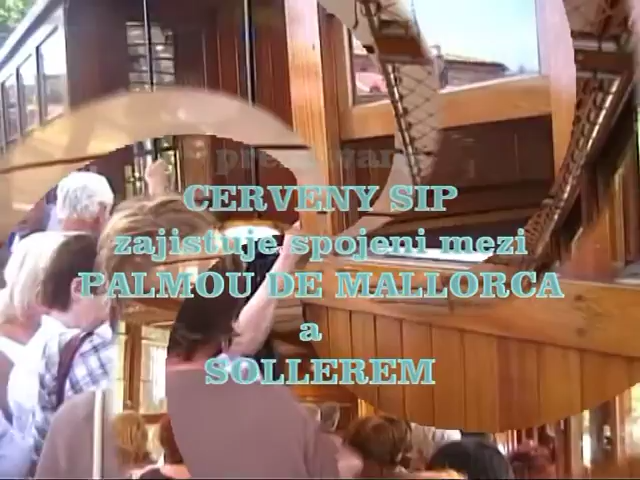 CERVENY SIP
zajistuje spojeni mezi
PALMOU DE MALLORCA
a
SOLLEREM